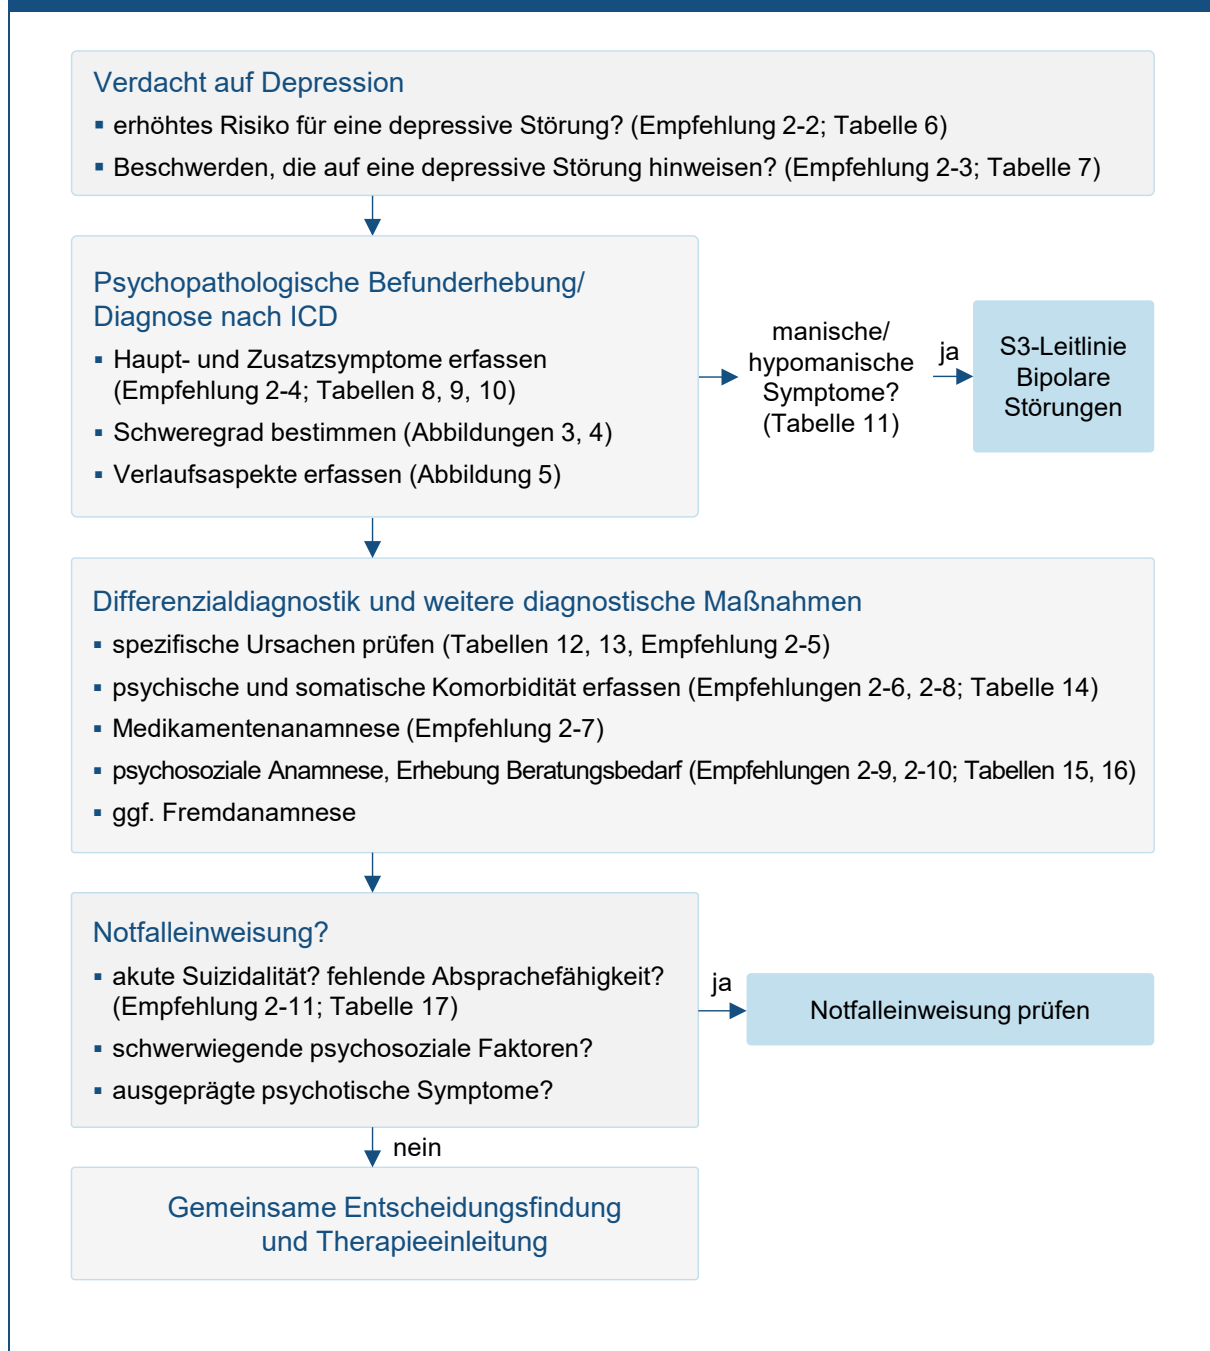 Verdacht auf Depression
▪ erhöhtes Risiko für eine depressive Störung? (Empfehlung 2-2; Tabelle 6)
▪ Beschwerden, die auf eine depressive Störung hinweisen? (Empfehlung 2-3; Tabelle 7)
Psychopathologische Befunderhebung/
Diagnose nach ICD
▪ Haupt- und Zusatzsymptome erfassen
(Empfehlung 2-4; Tabellen 8, 9, 10)
▪ Schweregrad bestimmen (Abbildungen 3, 4)
▪ Verlaufsaspekte erfassen (Abbildung 5)
manische/
hypomanische
Symptome?
(Tabelle 11)
ja
S3-Leitlinie
Bipolare
Störungen
Differenzialdiagnostik und weitere diagnostische Maßnahmen
▪ spezifische Ursachen prüfen (Tabellen 12, 13, Empfehlung 2-5)
▪ psychische und somatische Komorbidität erfassen (Empfehlungen 2-6, 2-8; Tabelle 14)
▪ Medikamentenanamnese (Empfehlung 2-7)
▪ psychosoziale Anamnese, Erhebung Beratungsbedarf (Empfehlungen 2-9, 2-10; Tabellen 15, 16)
▪ ggf. Fremdanamnese
Notfalleinweisung?
▪ akute Suizidalität? fehlende Absprachefähigkeit?
(Empfehlung 2-11; Tabelle 17)
▪ schwerwiegende psychosoziale Faktoren?
▪ ausgeprägte psychotische Symptome?
ja
Notfalleinweisung prüfen
nein
Gemeinsame Entscheidungsfindung
und Therapieeinleitung